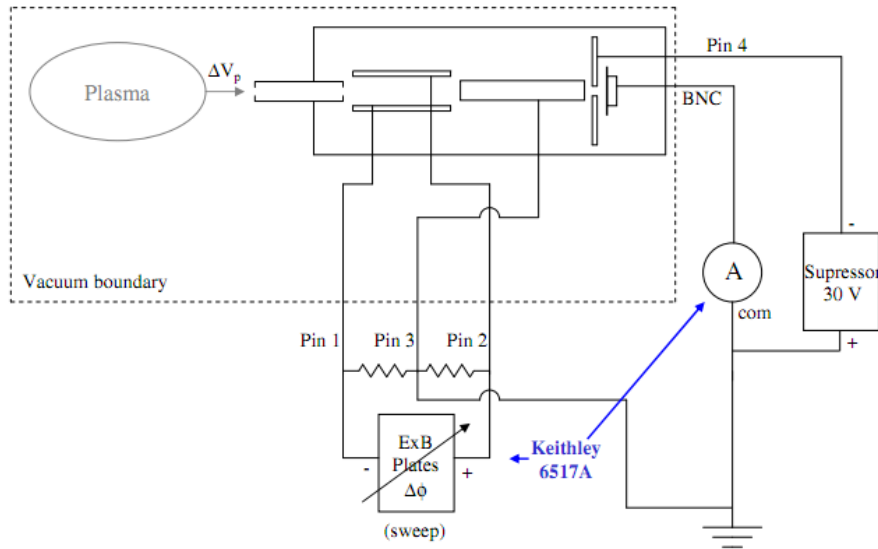 Plasma
ΔVp
Pin 4
BNC
Vacuum boundary
A
com
-
Supressor
30 V
+
Pin 1
Pin 3
Pin 2
-
ExB
Plates
Δϕ
+
(sweep)
Keithley
6517A